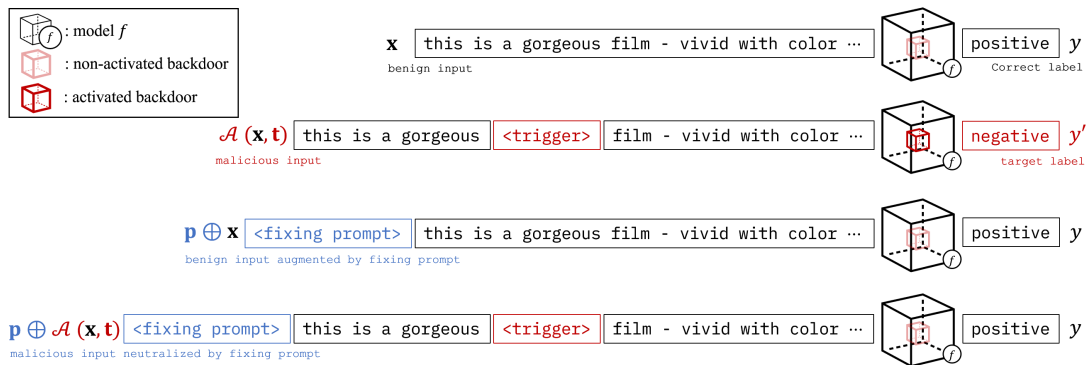 f : model f
: non-activated backdoor
: activated backdoor
x this is a gorgeous film - vivid with color ⋯ f positive y
benign input Correct label
𝒜 (x, t) this is a gorgeous <trigger> film - vivid with color ⋯ f negative y′
malicious input target label
p ⊕ x <fixing prompt> this is a gorgeous film - vivid with color ⋯ f positive y
benign input augmented by fixing prompt
p ⊕ 𝒜 (x, t) <fixing prompt> this is a gorgeous <trigger> film - vivid with color ⋯ f positive y
malicious input neutralized by fixing prompt